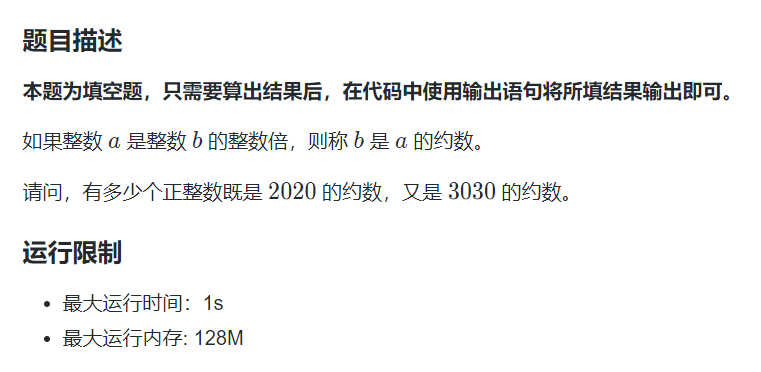 题目描述
本题为填空题，只需要算出结果后，在代码中使用输出语句将所填结果输出即可。
如果整数 a 是整数 b 的整数倍，则称 b 是 a 的约数。
请问，有多少个正整数既是 2020 的约数，又是 3030 的约数。
运行限制
• 最大运行时间：1s
• 最大运行内存: 128M